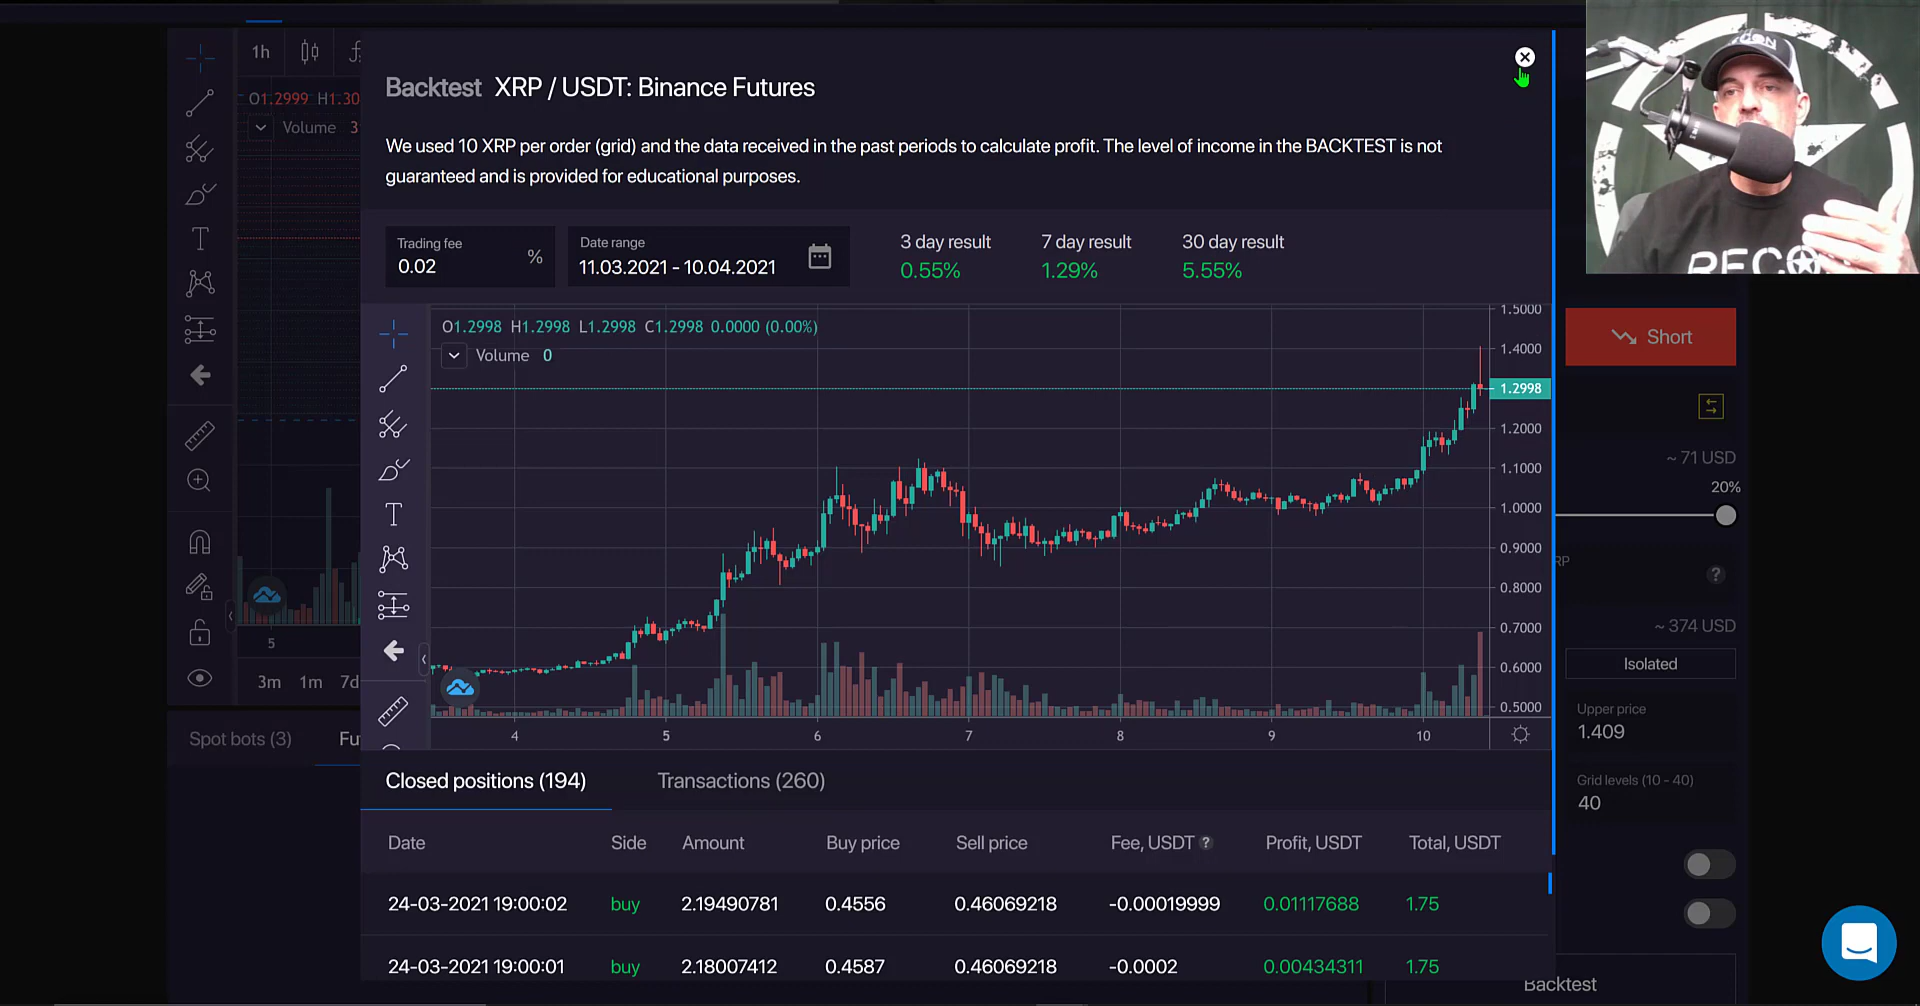 1h
O1.2999 H1.30
Volume 3
Backtest XRP / USDT: Binance Futures
We used 10 XRP per order (grid) and the data received in the past periods to calculate profit. The level of income in the BACKTEST is not
guaranteed and is provided for educational purposes.
Trading fee
0.02 %
Date range
11.03.2021 - 10.04.2021
3 day result
0.55%
7 day result
1.29%
30 day result
5.55%
O1.2998 H1.2998 L1.2998 C1.2998 0.0000 (0.00%)
Volume 0
1.5000
1.4000
1.2998
1.2000
1.1000
1.0000
0.9000
0.8000
0.7000
0.6000
0.5000
4 5 6 7 8 9 10
5
3m 1m 7d
Spot bots (3) Fu
Closed positions (194) Transactions (260)
Date Side Amount Buy price Sell price Fee, USDT ? Profit, USDT Total, USDT
24-03-2021 19:00:02 buy 2.19490781 0.4556 0.46069218 -0.00019999 0.01117688 1.75
24-03-2021 19:00:01 buy 2.18007412 0.4587 0.46069218 -0.0002 0.00434311 1.75
RECON
Short
~ 71 USD
20%
RP
?
~ 374 USD
Isolated
Upper price
1.409
Grid levels (10 - 40)
40
Backtest